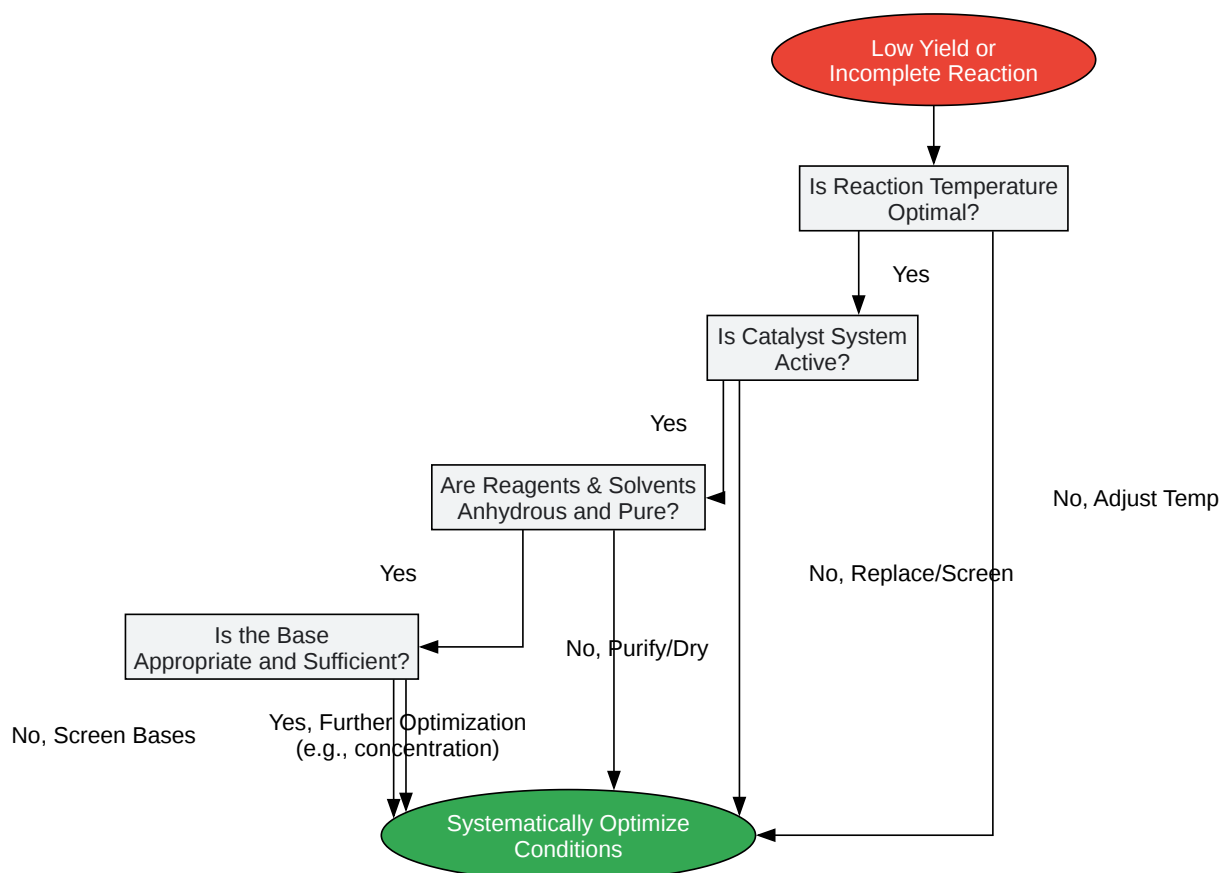 Low Yield or
Incomplete Reaction
Is Reaction Temperature
Optimal?
Yes
Is Catalyst System
Active?
Yes
Are Reagents & Solvents
Anhydrous and Pure?
No, Adjust Temp
Yes
No, Replace/Screen
Is the Base
Appropriate and Sufficient?
No, Purify/Dry
No, Screen Bases
Yes, Further Optimization
(e.g., concentration)
Systematically Optimize
Conditions